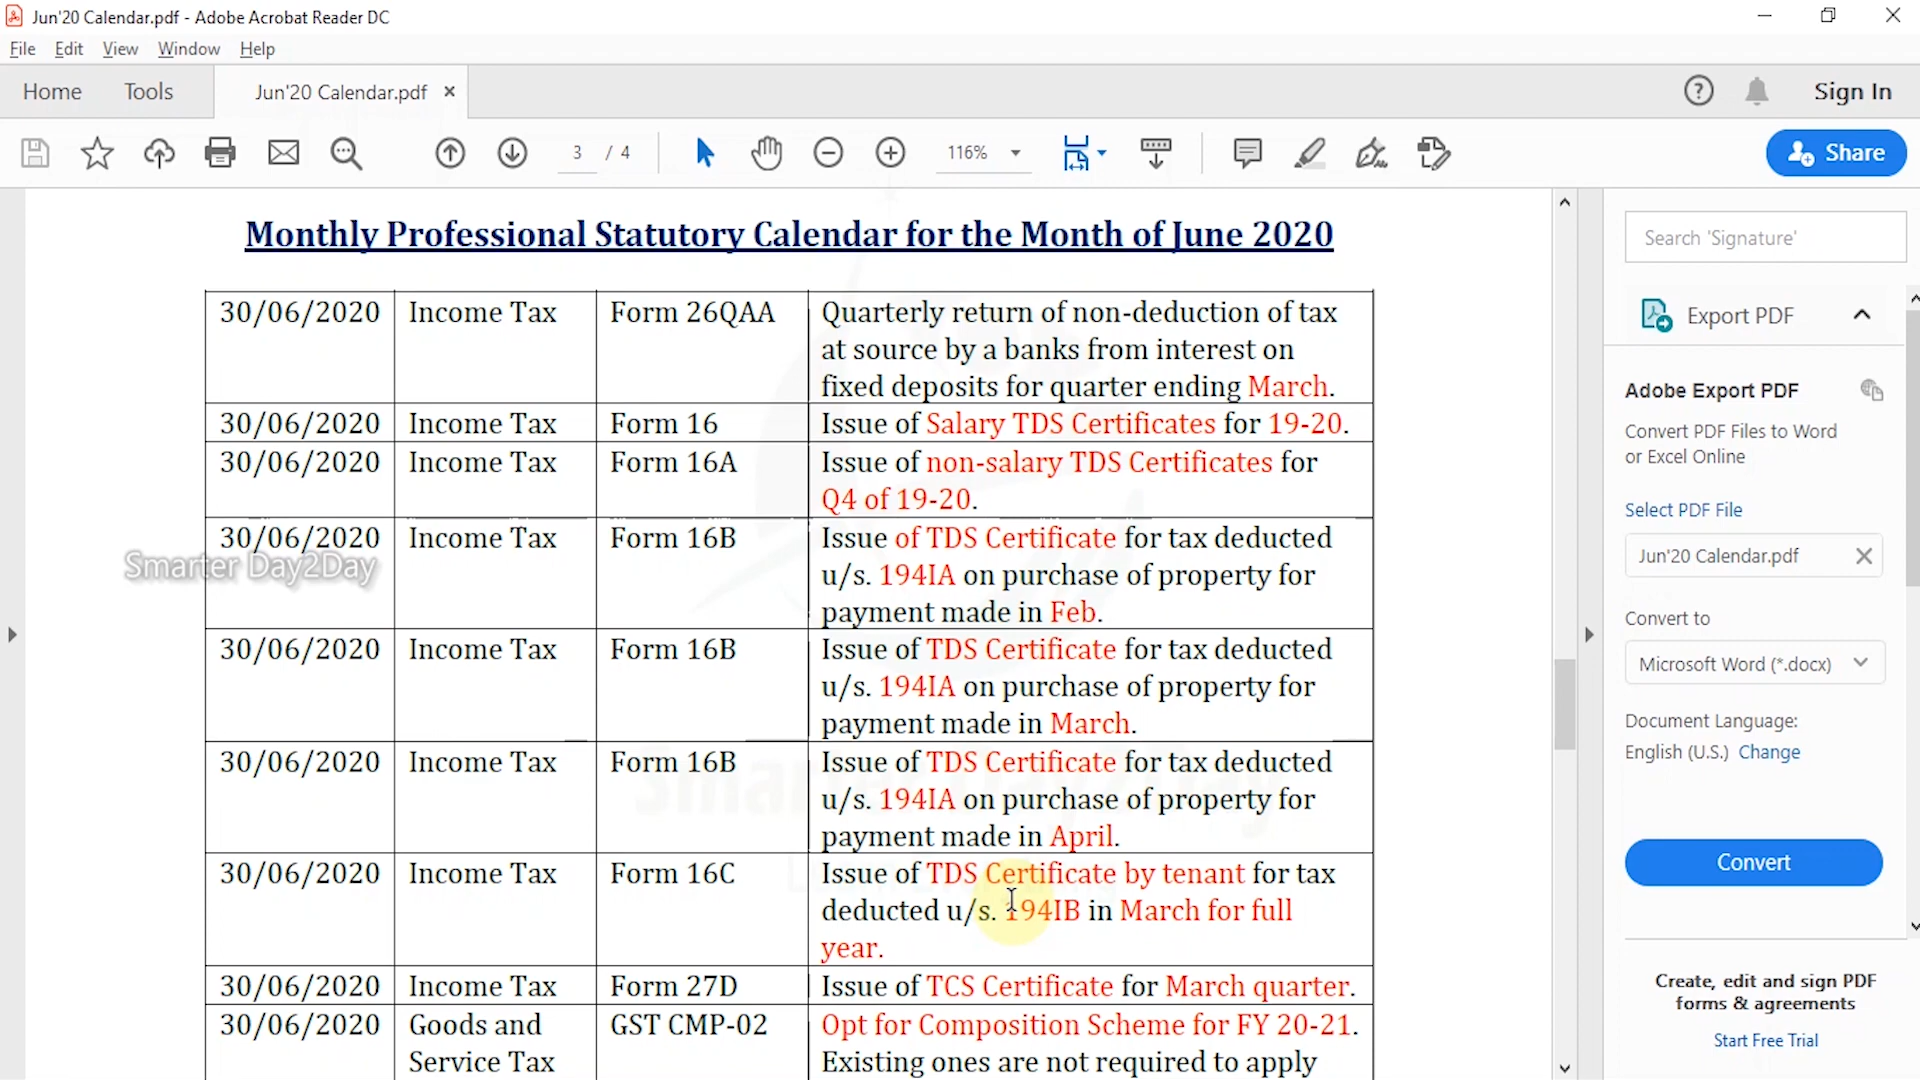 Jun'20 Calendar.pdf - Adobe Acrobat Reader DC
File Edit View Window Help
Home Tools Jun'20 Calendar.pdf × Sign In
3 / 4 116% Share
Monthly Professional Statutory Calendar for the Month of June 2020
30/06/2020 Income Tax Form 26QAA Quarterly return of non-deduction of tax
at source by a banks from interest on
fixed deposits for quarter ending March.
30/06/2020 Income Tax Form 16 Issue of Salary TDS Certificates for 19-20.
30/06/2020 Income Tax Form 16A Issue of non-salary TDS Certificates for
Q4 of 19-20.
30/06/2020 Income Tax Form 16B Issue of TDS Certificate for tax deducted
u/s. 194IA on purchase of property for
payment made in Feb.
Smarter Day2Day
30/06/2020 Income Tax Form 16B Issue of TDS Certificate for tax deducted
u/s. 194IA on purchase of property for
payment made in March.
30/06/2020 Income Tax Form 16B Issue of TDS Certificate for tax deducted
u/s. 194IA on purchase of property for
payment made in April.
30/06/2020 Income Tax Form 16C Issue of TDS Certificate by tenant for tax
deducted u/s. 194IB in March for full
year.
30/06/2020 Income Tax Form 27D Issue of TCS Certificate for March quarter.
30/06/2020 Goods and GST CMP-02 Opt for Composition Scheme for FY 20-21.
Service Tax Existing ones are not required to apply
Search 'Signature'
Export PDF
Adobe Export PDF
Convert PDF Files to Word
or Excel Online
Select PDF File
Jun'20 Calendar.pdf
Convert to
Microsoft Word (*.docx)
Document Language:
English (U.S.) Change
Convert
Create, edit and sign PDF
forms & agreements
Start Free Trial